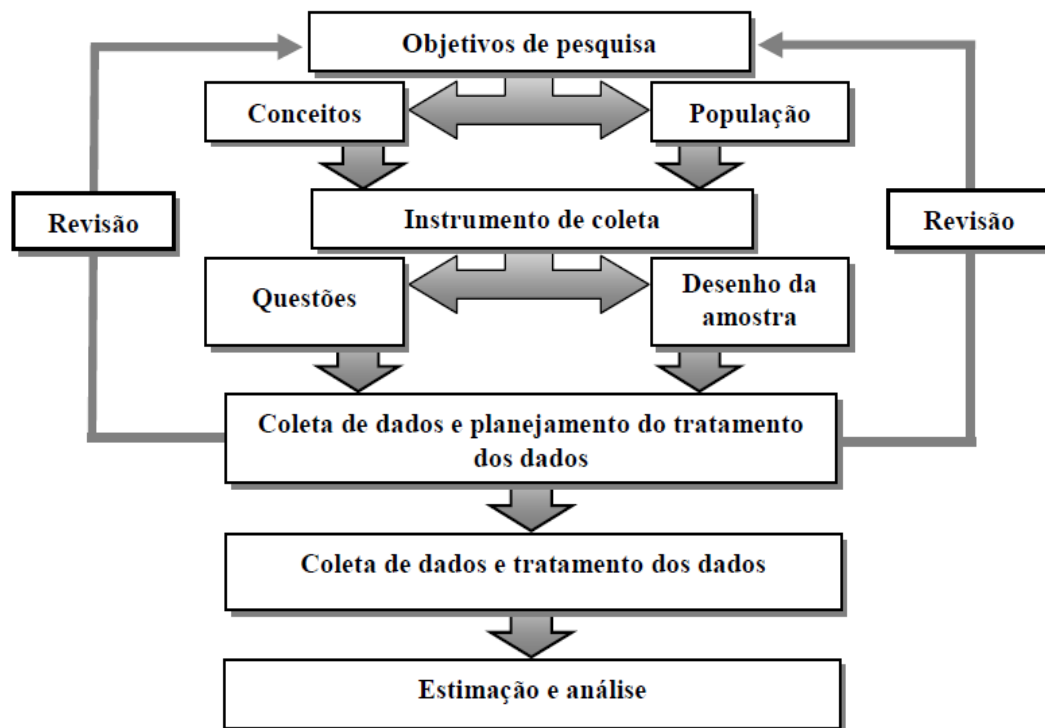 Objetivos de pesquisa
Conceitos
População
Revisão
Instrumento de coleta
Revisão
Questões
Desenho da
amostra
Coleta de dados e planejamento do tratamento
dos dados
Coleta de dados e tratamento dos dados
Estimação e análise